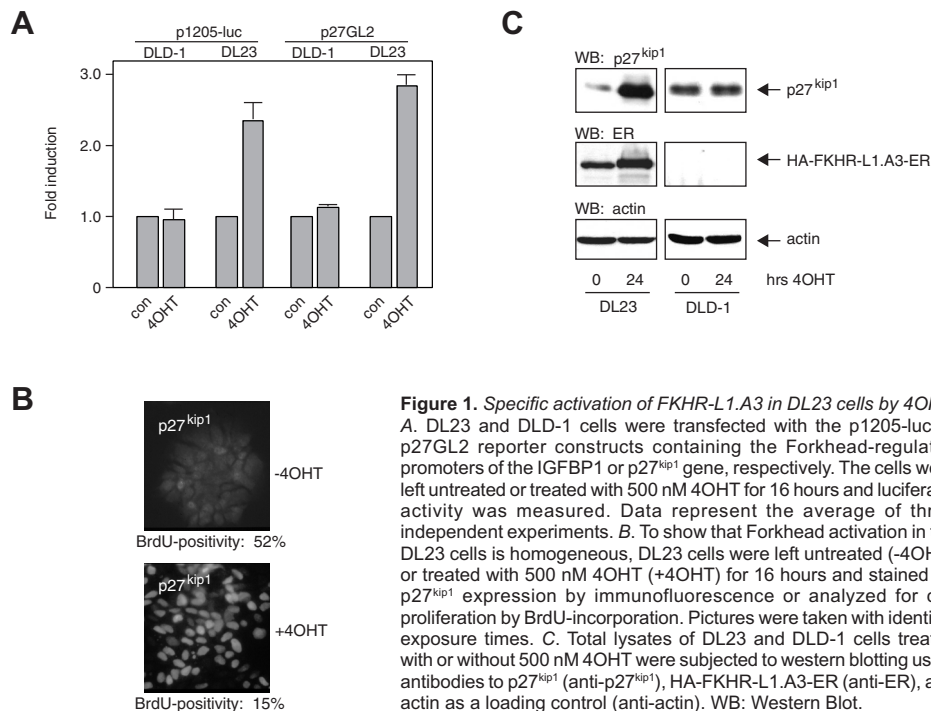 A
p1205-luc p27GL2
DLD-1 DL23 DLD-1 DL23
3.0
2.0
1.0
0
Fold induction
con 4OHT con 4OHT con 4OHT con 4OHT
C
WB: p27kip1
p27kip1
WB: ER
HA-FKHR-L1.A3-ER
WB: actin
actin
0 24 0 24 hrs 4OHT
DL23 DLD-1
B
p27kip1
-4OHT
BrdU-positivity: 52%
p27kip1
+4OHT
BrdU-positivity: 15%
Figure 1. Specific activation of FKHR-L1.A3 in DL23 cells by 4OH
A. DL23 and DLD-1 cells were transfected with the p1205-luc
p27GL2 reporter constructs containing the Forkhead-regulat
promoters of the IGFBP1 or p27kip1 gene, respectively. The cells we
left untreated or treated with 500 nM 4OHT for 16 hours and lucifera
activity was measured. Data represent the average of thr
independent experiments. B. To show that Forkhead activation in t
DL23 cells is homogeneous, DL23 cells were left untreated (-4OH
or treated with 500 nM 4OHT (+4OHT) for 16 hours and stained
p27kip1 expression by immunofluorescence or analyzed for c
proliferation by BrdU-incorporation. Pictures were taken with identi
exposure times. C. Total lysates of DL23 and DLD-1 cells treat
with or without 500 nM 4OHT were subjected to western blotting us
antibodies to p27kip1 (anti-p27kip1), HA-FKHR-L1.A3-ER (anti-ER), a
actin as a loading control (anti-actin). WB: Western Blot.